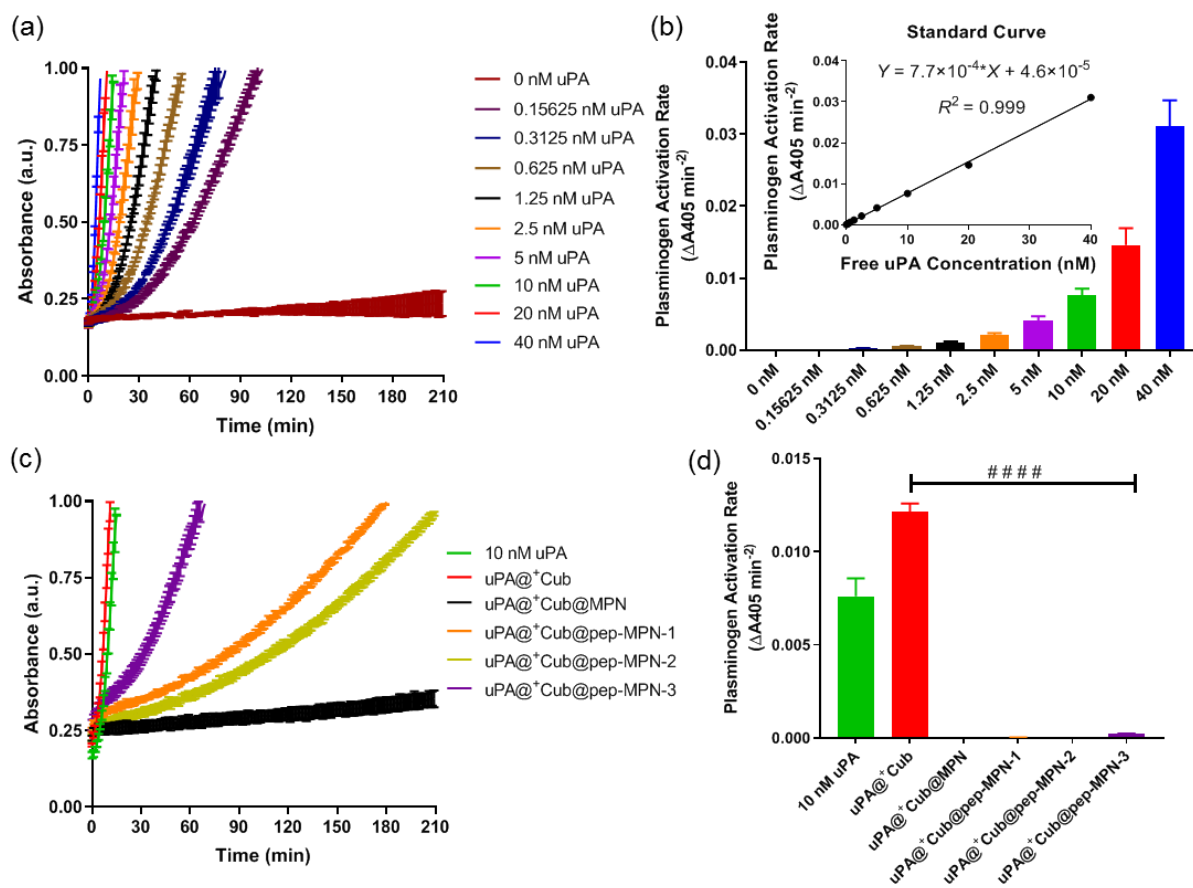 (a)
Absorbance (a.u.)
1.00
0.75
0.50
0.25
0.00
0 30 60 90 120 150 180 210
Time (min)
0 nM uPA
0.15625 nM uPA
0.3125 nM uPA
0.625 nM uPA
1.25 nM uPA
2.5 nM uPA
5 nM uPA
10 nM uPA
20 nM uPA
40 nM uPA
(b)
Plasminogen Activation Rate
(ΔA405 min⁻²)
0.03
0.02
0.01
0.00
0 nM
0.15625 nM
0.3125 nM
0.625 nM
1.25 nM
2.5 nM
5 nM
10 nM
20 nM
40 nM
Standard Curve
Y = 7.7×10⁻⁴*X + 4.6×10⁻⁵
R² = 0.999
Plasminogen Activation Rate
(ΔA405 min⁻²)
0.04
0.03
0.02
0.01
0.00
0 10 20 30 40
Free uPA Concentration (nM)
(c)
Absorbance (a.u.)
1.00
0.75
0.50
0.25
0.00
0 30 60 90 120 150 180 210
Time (min)
10 nM uPA
uPA@⁺Cub
uPA@⁺Cub@MPN
uPA@⁺Cub@pep-MPN-1
uPA@⁺Cub@pep-MPN-2
uPA@⁺Cub@pep-MPN-3
(d)
Plasminogen Activation Rate
(ΔA405 min⁻²)
0.015
0.010
0.005
0.000
####
10 nM uPA
uPA@⁺Cub
uPA@⁺Cub@MPN
uPA@⁺Cub@pep-MPN-1
uPA@⁺Cub@pep-MPN-2
uPA@⁺Cub@pep-MPN-3